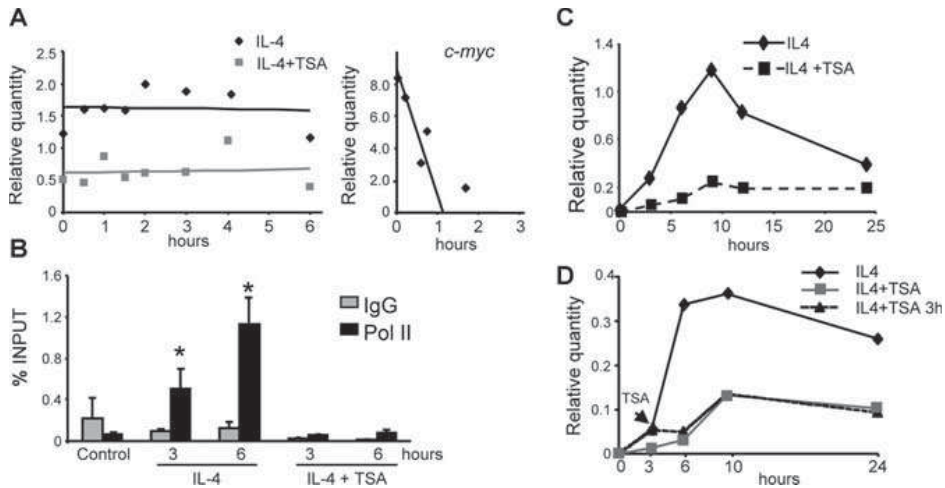 A
IL-4
IL-4+TSA
Relative quantity
2.5
2.0
1.5
1.0
0.5
0
0 1 2 3 4 5 6
hours
c-myc
Relative quantity
8.0
6.0
4.0
8.0
0
0 1 2 3
hours
B
% INPUT
1.6
1.2
0.8
0.4
0
IgG
Pol II
*
*
Control 3 6 3 6 hours
IL-4 IL-4 + TSA
C
IL4
IL4 +TSA
Relative quantity
1.4
1.0
0.6
0.2
0.0
0 5 10 15 20 25
hours
D
IL4
IL4+TSA
IL4+TSA 3h
Relative quantity
0.4
0.3
0.2
0.1
0.0
TSA
0 3 6 10 24
hours